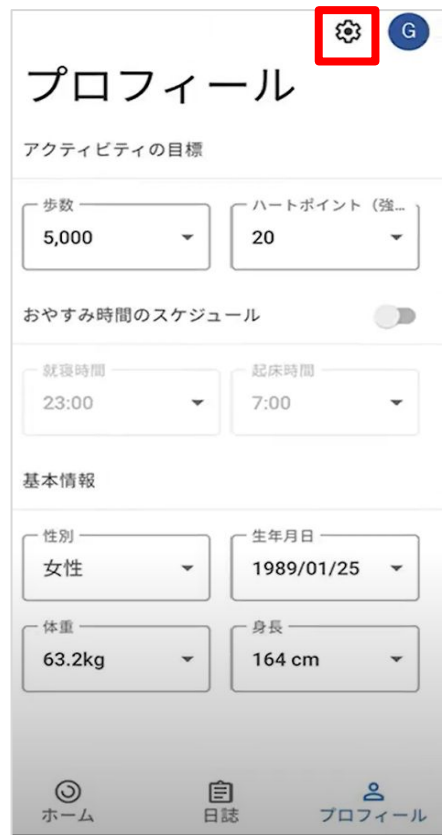 G
プロフィール
アクティビティの目標
歩数 ハートポイント（強...
5,000 20
おやすみ時間のスケジュール
就寝時間 起床時間
23:00 7:00
基本情報
性別 生年月日
女性 1989/01/25
体重 身長
63.2kg 164 cm
ホーム 日誌 プロフィール